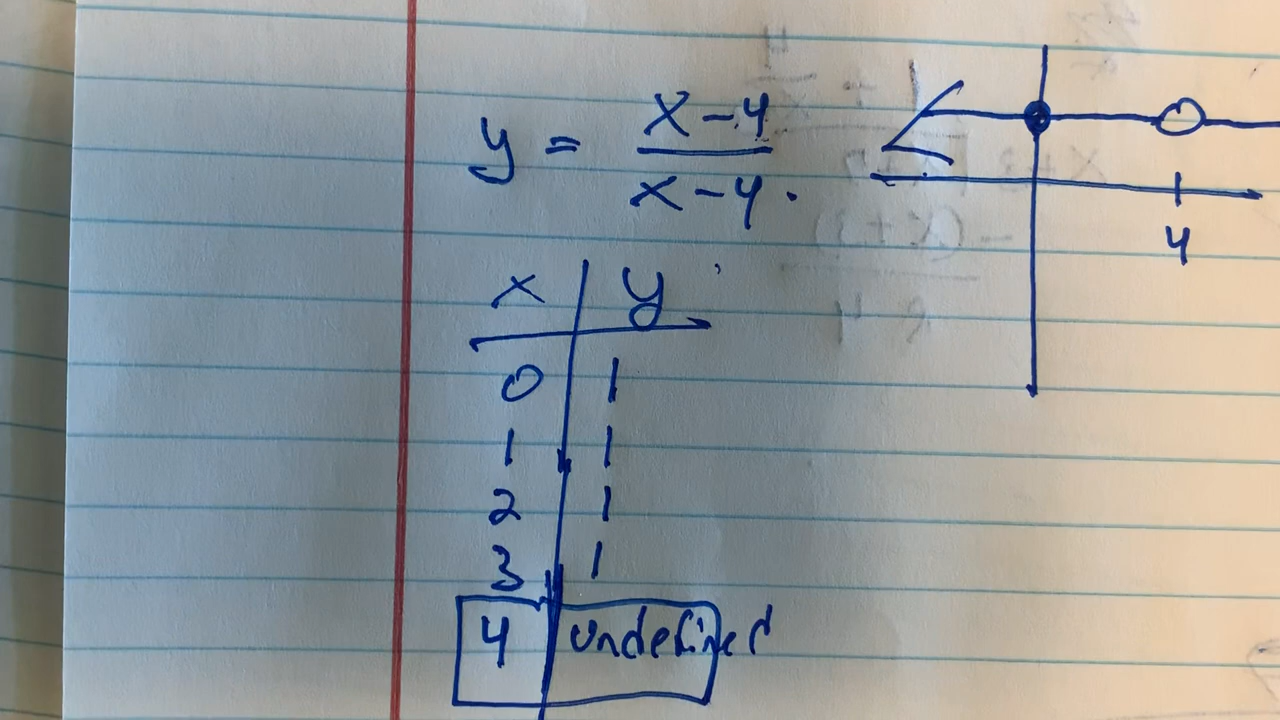 y = x-4
x-4.
4
x y
0 1
1 1
2 1
3 1
4 undefined